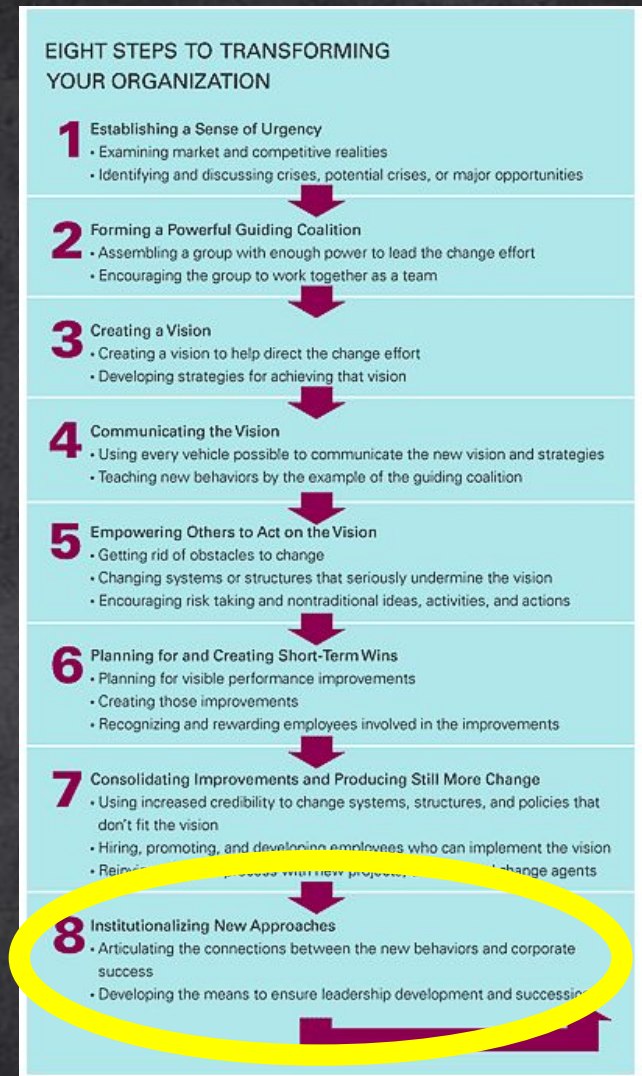 EIGHT STEPS TO TRANSFORMING
YOUR ORGANIZATION
1 Establishing a Sense of Urgency
• Examining market and competitive realities
• Identifying and discussing crises, potential crises, or major opportunities
2 Forming a Powerful Guiding Coalition
• Assembling a group with enough power to lead the change effort
• Encouraging the group to work together as a team
3 Creating a Vision
• Creating a vision to help direct the change effort
• Developing strategies for achieving that vision
4 Communicating the Vision
• Using every vehicle possible to communicate the new vision and strategies
• Teaching new behaviors by the example of the guiding coalition
5 Empowering Others to Act on the Vision
• Getting rid of obstacles to change
• Changing systems or structures that seriously undermine the vision
• Encouraging risk taking and nontraditional ideas, activities, and actions
6 Planning for and Creating Short-Term Wins
• Planning for visible performance improvements
• Creating those improvements
• Recognizing and rewarding employees involved in the improvements
7 Consolidating Improvements and Producing Still More Change
• Using increased credibility to change systems, structures, and policies that
don't fit the vision
• Hiring, promoting, and developing employees who can implement the vision
• process with new projects, change agents
8 Institutionalizing New Approaches
• Articulating the connections between the new behaviors and corporate
success
• Developing the means to ensure leadership development and succession